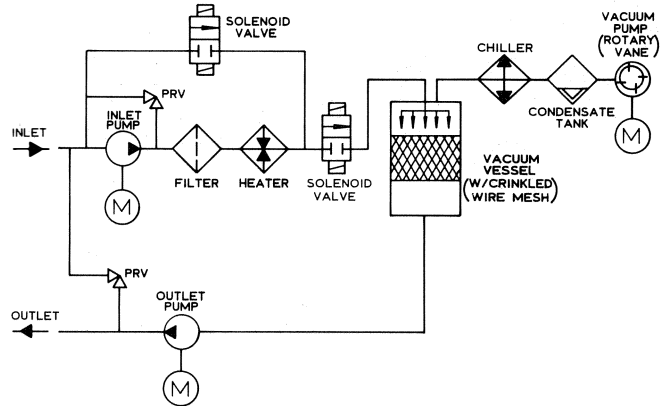 SOLENOID
VALVE
VACUUM
PUMP
(ROTARY
VANE)
CHILLER
PRV
INLET
PUMP
INLET
CONDENSATE
TANK
M
M
FILTER
HEATER
SOLENOID
VALVE
VACUUM
VESSEL
(W/CRINKLED
WIRE MESH)
PRV
OUTLET
PUMP
OUTLET
M